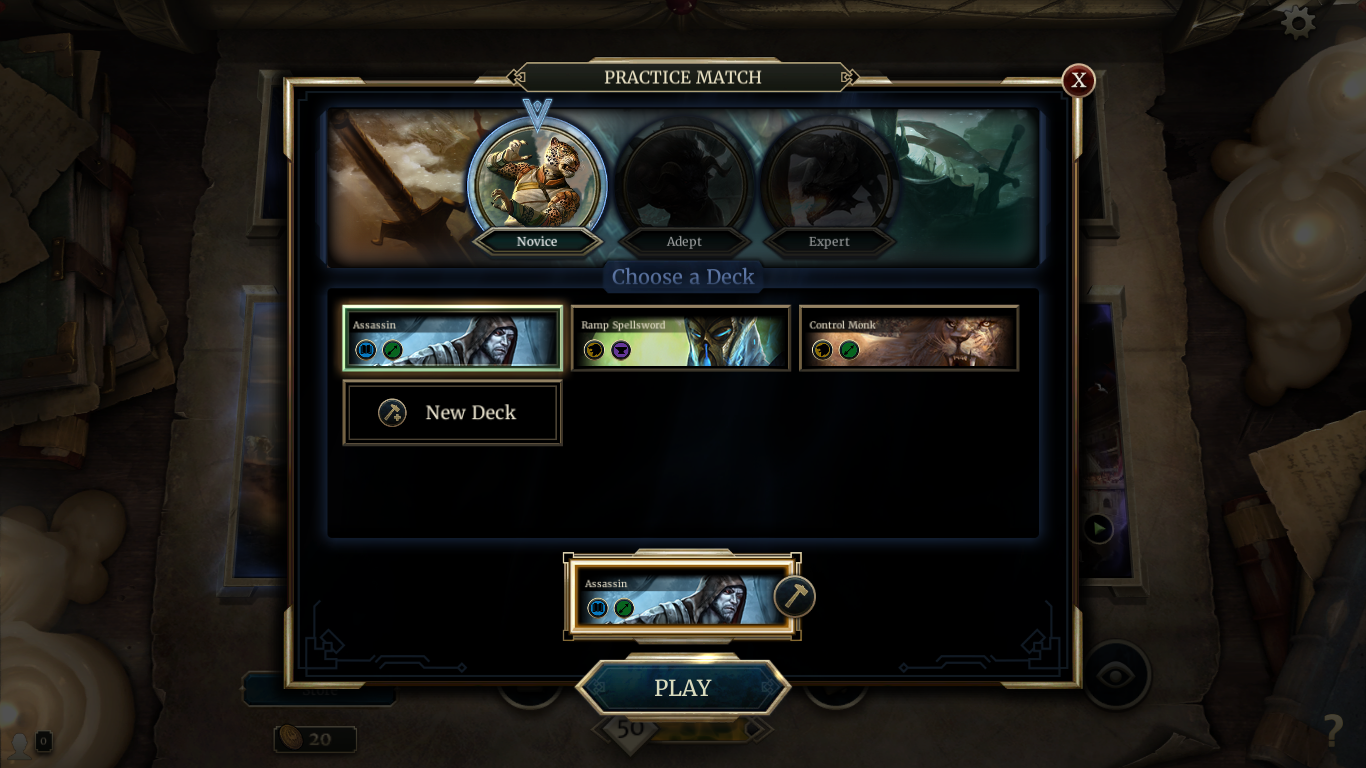 PRACTICE MATCH
X
Novice
Adept
Expert
Choose a Deck
Assassin
Ramp Spellsword
Control Monk
New Deck
Assassin
PLAY
Store
50
20
0
?